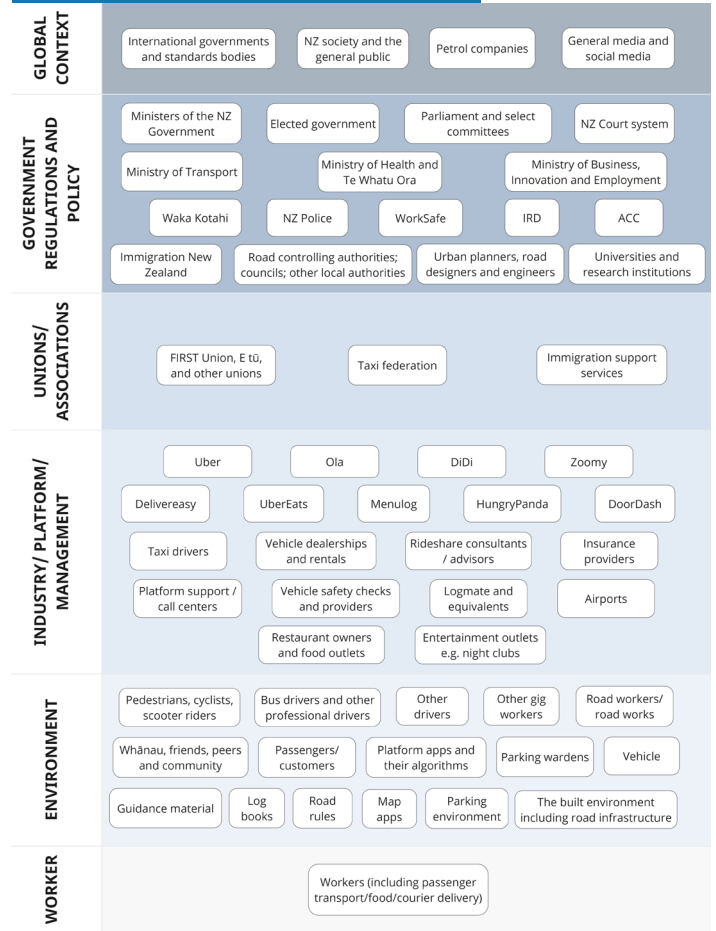 GLOBAL
CONTEXT
International governments
and standards bodies
NZ society and the
general public
Petrol companies
General media and
social media
GOVERNMENT
REGULATIONS AND
POLICY
Ministers of the NZ
Government
Elected government
Parliament and select
committees
NZ Court system
Ministry of Transport
Ministry of Health and
Te Whatu Ora
Ministry of Business,
Innovation and Employment
Waka Kotahi
NZ Police
WorkSafe
IRD
ACC
Immigration New
Zealand
Road controlling authorities;
councils; other local authorities
Urban planners, road
designers and engineers
Universities and
research institutions
UNIONS/
ASSOCIATIONS
FIRST Union, E tū,
and other unions
Taxi federation
Immigration support
services
INDUSTRY/ PLATFORM/
MANAGEMENT
Uber
Ola
DiDi
Zoomy
Delivereasy
UberEats
Menulog
HungryPanda
DoorDash
Taxi drivers
Vehicle dealerships
and rentals
Rideshare consultants
/ advisors
Insurance
providers
Platform support /
call centers
Vehicle safety checks
and providers
Logmate and
equivalents
Airports
Restaurant owners
and food outlets
Entertainment outlets
e.g. night clubs
ENVIRONMENT
Pedestrians, cyclists,
scooter riders
Bus drivers and other
professional drivers
Other
drivers
Other gig
workers
Road workers/
road works
Whānau, friends, peers
and community
Passengers/
customers
Platform apps and
their algorithms
Parking wardens
Vehicle
Guidance material
Log
books
Road
rules
Map
apps
Parking
environment
The built environment
including road infrastructure
WORKER
Workers (including passenger
transport/food/courier delivery)